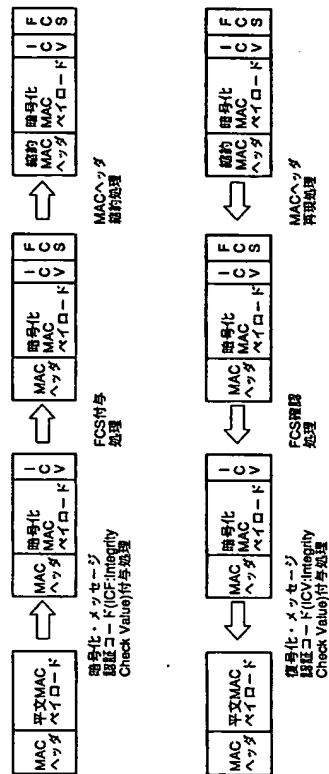 MAC
ヘッダ
平文MAC
ペイロード
暗号化・メッセージ
認証コード(ICF:Integrity
Check Value)付与処理
MAC
ヘッダ
暗号化
MAC
ペイロード
I
C
V
FCS付与
処理
MAC
ヘッダ
暗号化
MAC
ペイロード
I
C
V
F
C
S
MACヘッダ
縮約処理
縮約
MAC
ヘッダ
暗号化
MAC
ペイロード
I
C
V
F
C
S
MAC
ヘッダ
平文MAC
ペイロード
復号化・メッセージ
認証コード(ICV:Integrity
Check Value)付与処理
MAC
ヘッダ
暗号化
MAC
ペイロード
I
C
V
FCS確認
処理
MAC
ヘッダ
暗号化
MAC
ペイロード
I
C
V
F
C
S
MACヘッダ
再現処理
縮約
MAC
ヘッダ
暗号化
MAC
ペイロード
I
C
V
F
C
S